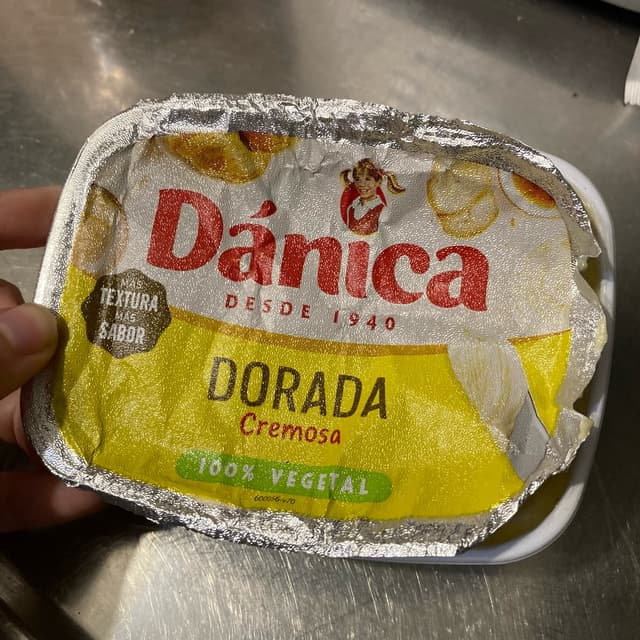 Dánica
DESDE 1940
MÁS
TEXTURA
MÁS
SABOR
DORADA
Cremosa
100% VEGETAL